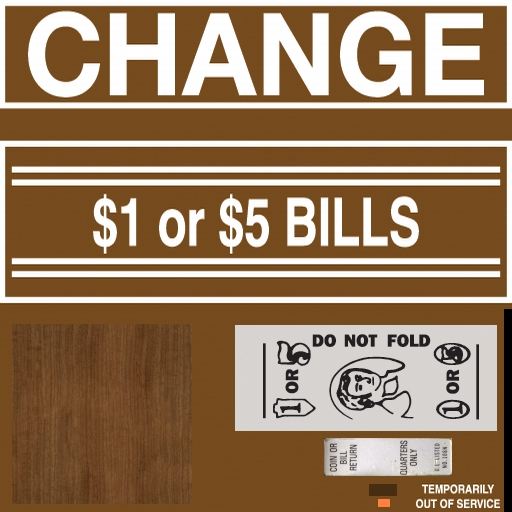 CHANGE
$1 or $5 BILLS
DO NOT FOLD
1 OR 5
1 OR 5
COIN OR
BILL
RETURN
QUARTERS
ONLY
TEMPORARILY
OUT OF SERVICE